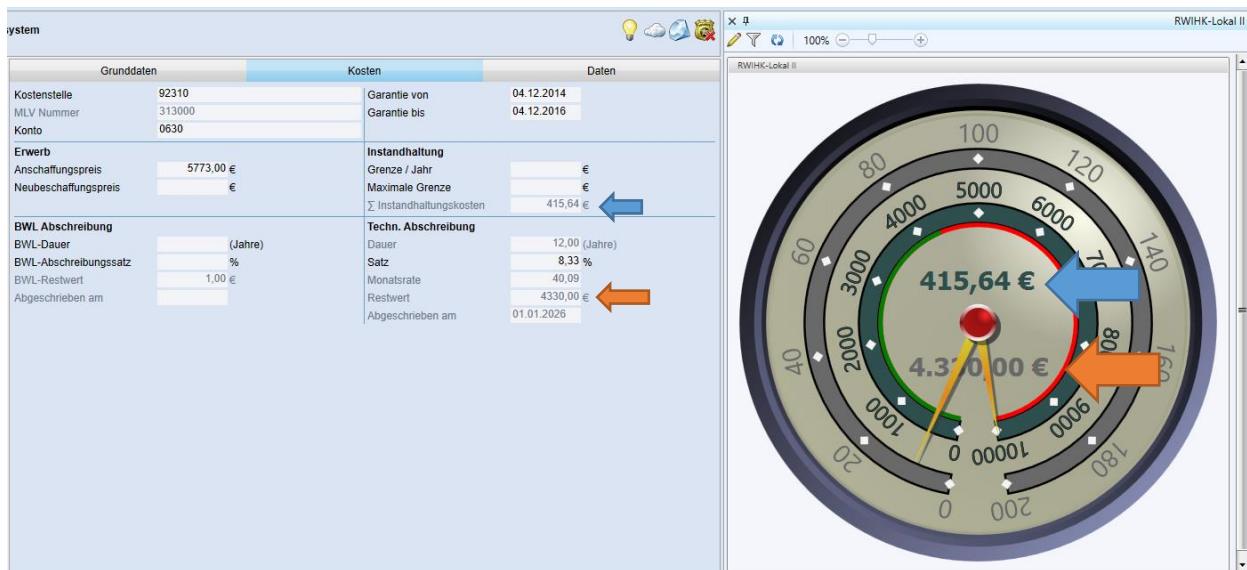 system
Grunddaten Kosten Daten
Kostenstelle 92310 Garantie von 04.12.2014
MLV Nummer 313000 Garantie bis 04.12.2016
Konto 0630
Erwerb Instandhaltung
Anschaffungspreis 5773,00 € Grenze / Jahr €
Neubeschaffungspreis € Maximale Grenze €
∑ Instandhaltungskosten 415,64 €
BWL Abschreibung Techn. Abschreibung
BWL-Dauer (Jahre) Dauer 12,00 (Jahre)
BWL-Abschreibungssatz % Satz 8,33 %
BWL-Restwert 1,00 € Monatsrate 40,09
Abgeschrieben am Restwert 4330,00 €
Abgeschrieben am 01.01.2026
RWIHK-Lokal II
100%
RWIHK-Lokal II
0 20 40 60 80 100 120 140 160 180 200
0 1000 2000 3000 4000 5000 6000 9000 10000
415,64 €
€